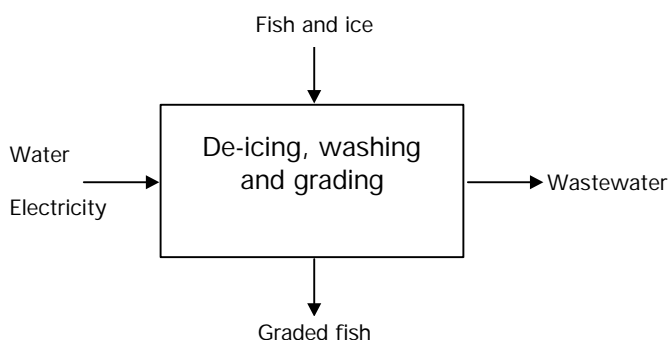 Fish and ice
De-icing, washing
and grading
Water
Electricity
Wastewater
Graded fish